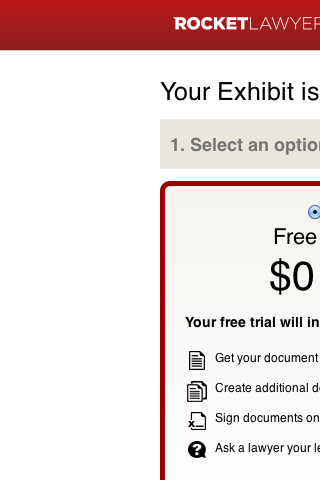 ROCKETLAWYER
Your Exhibit is
1. Select an optio
Free
$0
Your free trial will in
Get your document
Create additional d
Sign documents on
Ask a lawyer your le